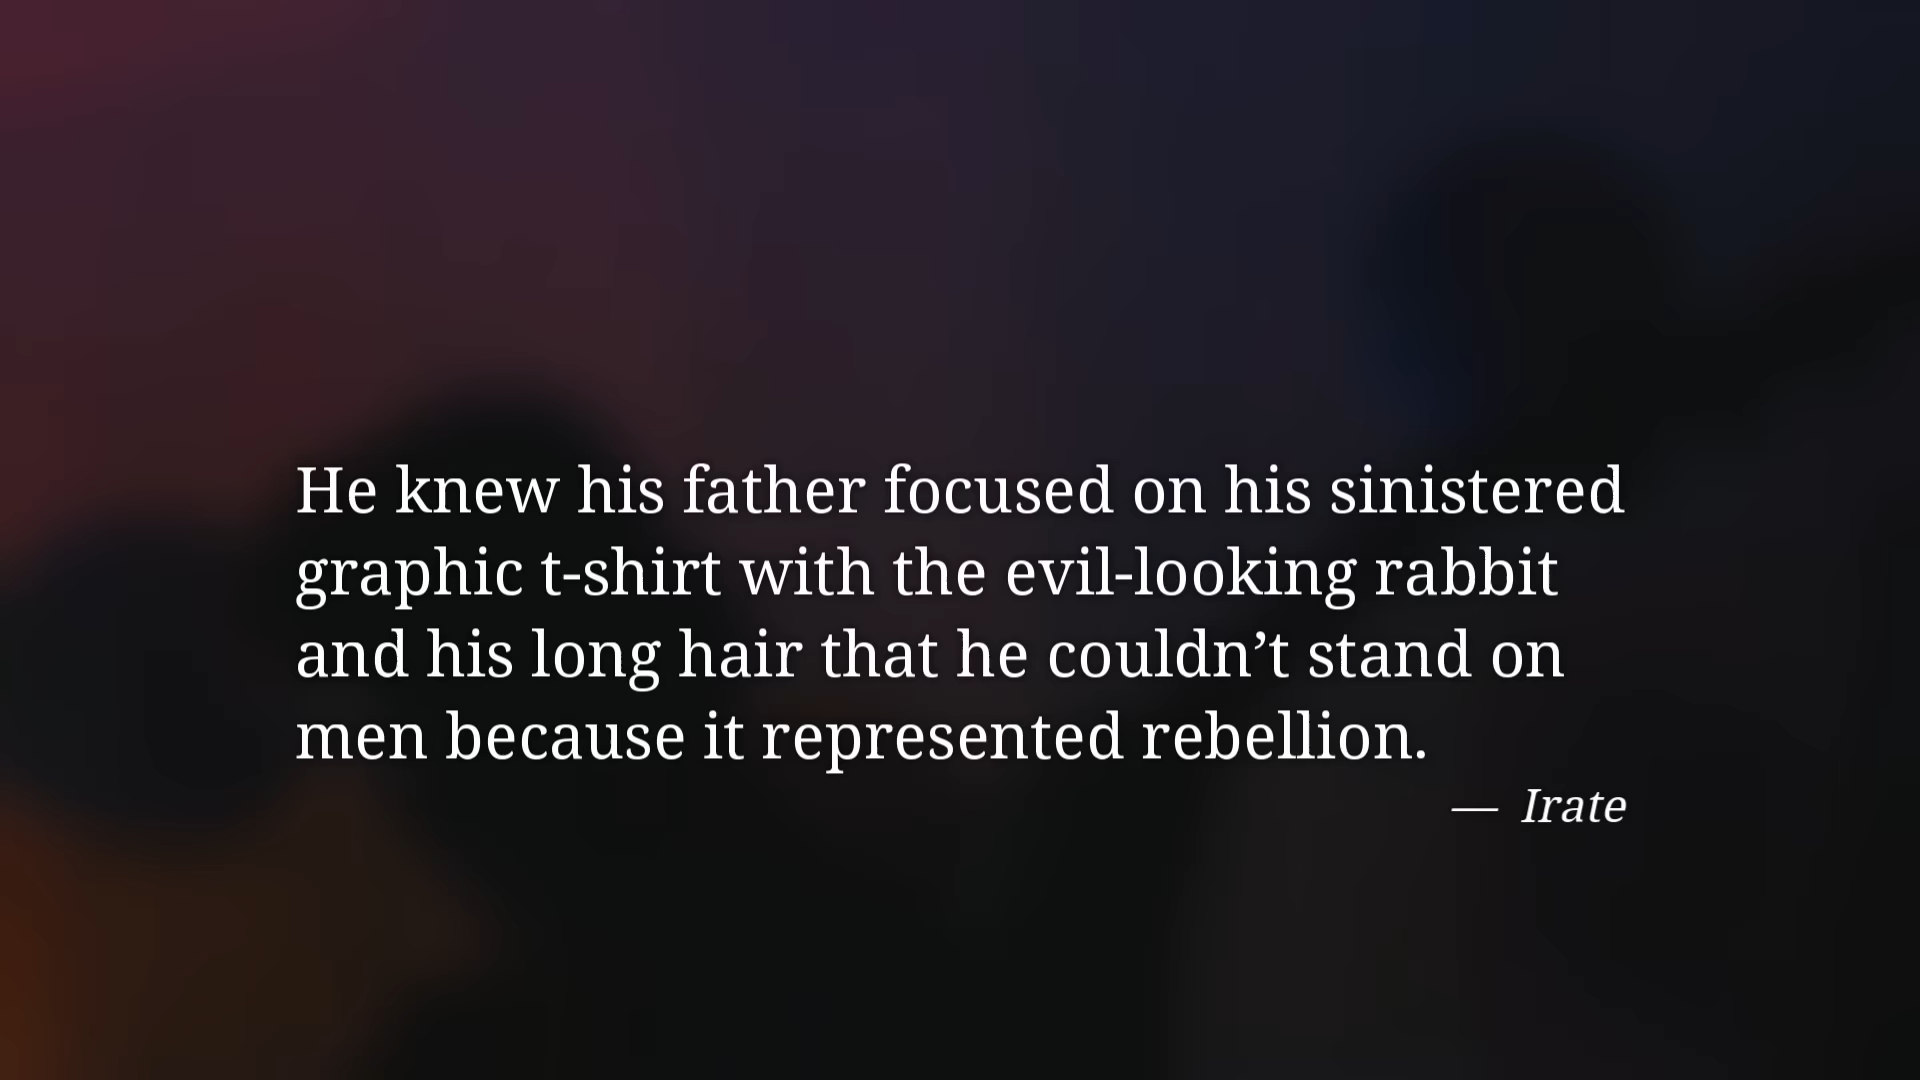 He knew his father focused on his sinistered
graphic t-shirt with the evil-looking rabbit
and his long hair that he couldn’t stand on
men because it represented rebellion.
— Irate